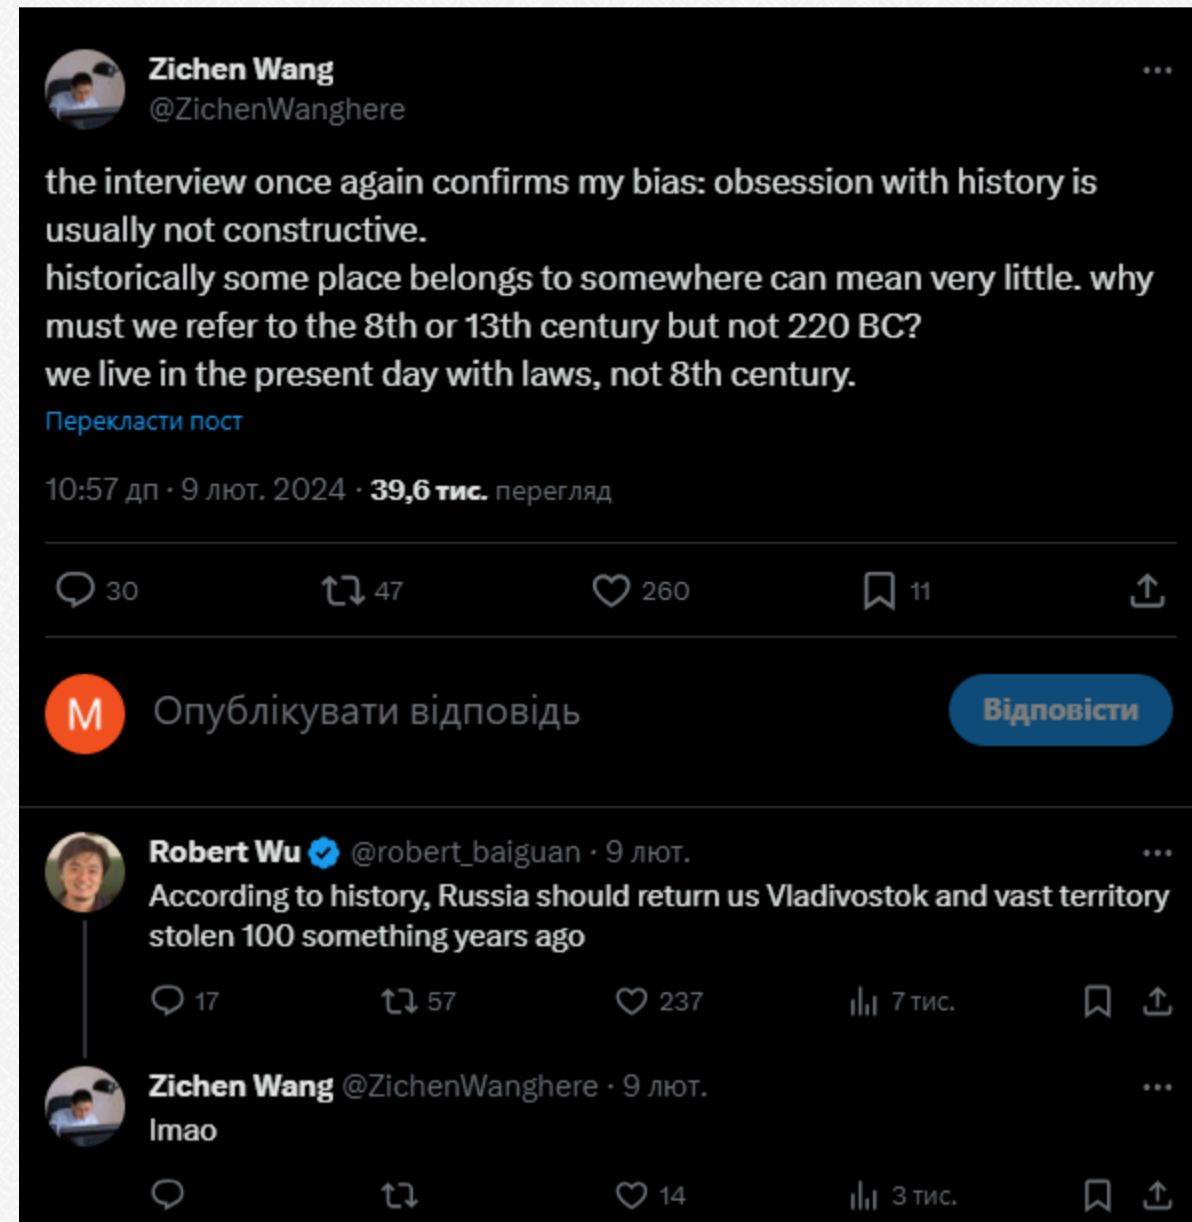 Zichen Wang
@ZichenWanghere
the interview once again confirms my bias: obsession with history is
usually not constructive.
historically some place belongs to somewhere can mean very little. why
must we refer to the 8th or 13th century but not 220 BC?
we live in the present day with laws, not 8th century.
Перекласти пост
10:57 дп · 9 лют. 2024 · 39,6 тис. перегляд
30 47 260 11
M Опублікувати відповідь Відповісти
Robert Wu @robert_baiguan · 9 лют.
According to history, Russia should return us Vladivostok and vast territory
stolen 100 something years ago
17 57 237 7 тис.
Zichen Wang @ZichenWanghere · 9 лют.
lmao
14 3 тис.